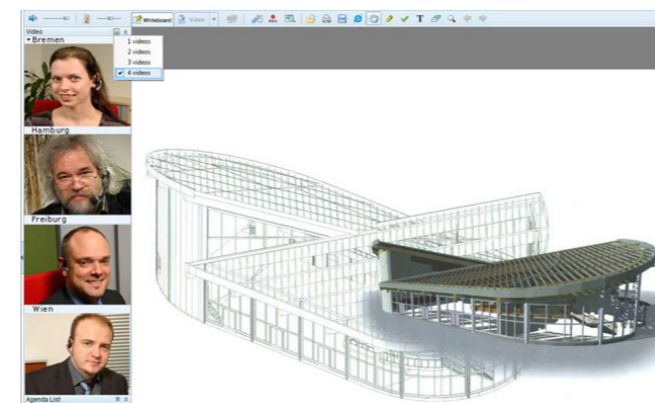 Whiteboard Video
T
Video
Bremen
1 videos
2 videos
3 videos
4 videos
Hamburg
Freiburg
Wien
Agenda List